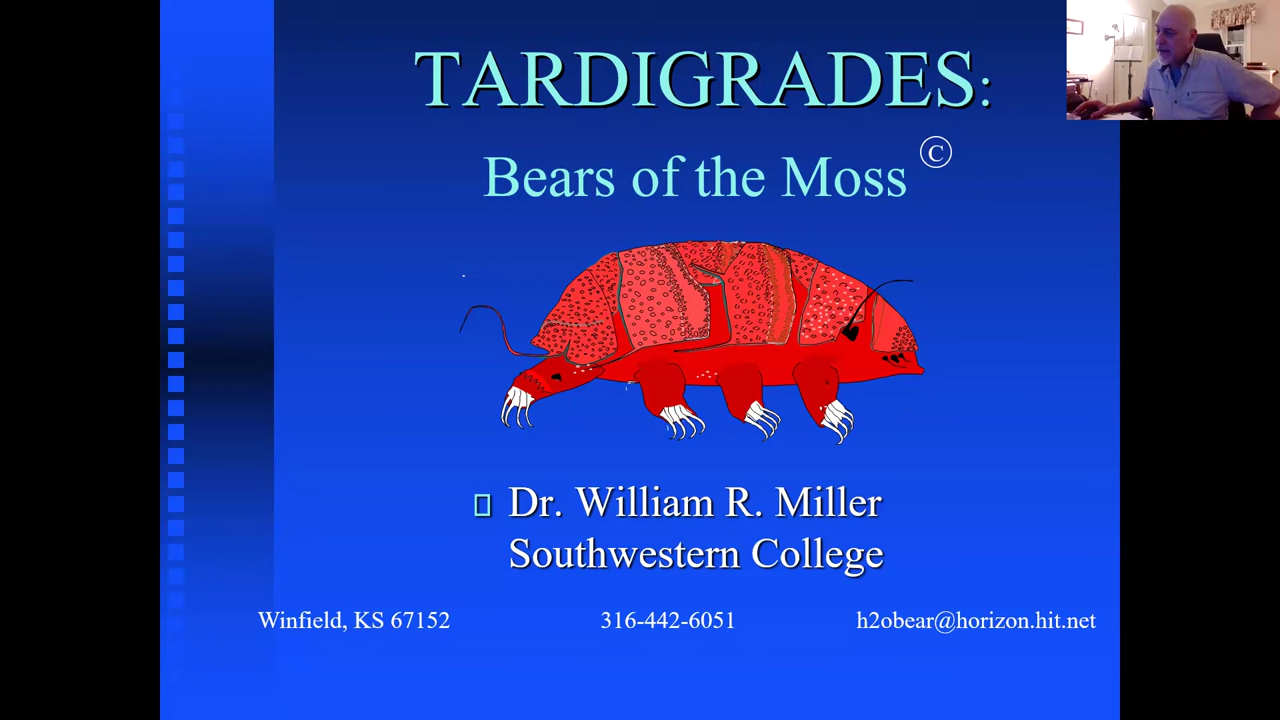 TARDIGRADES:
Bears of the Moss ©
Dr. William R. Miller
Southwestern College
Winfield, KS 67152 316-442-6051 h2obear@horizon.hit.net